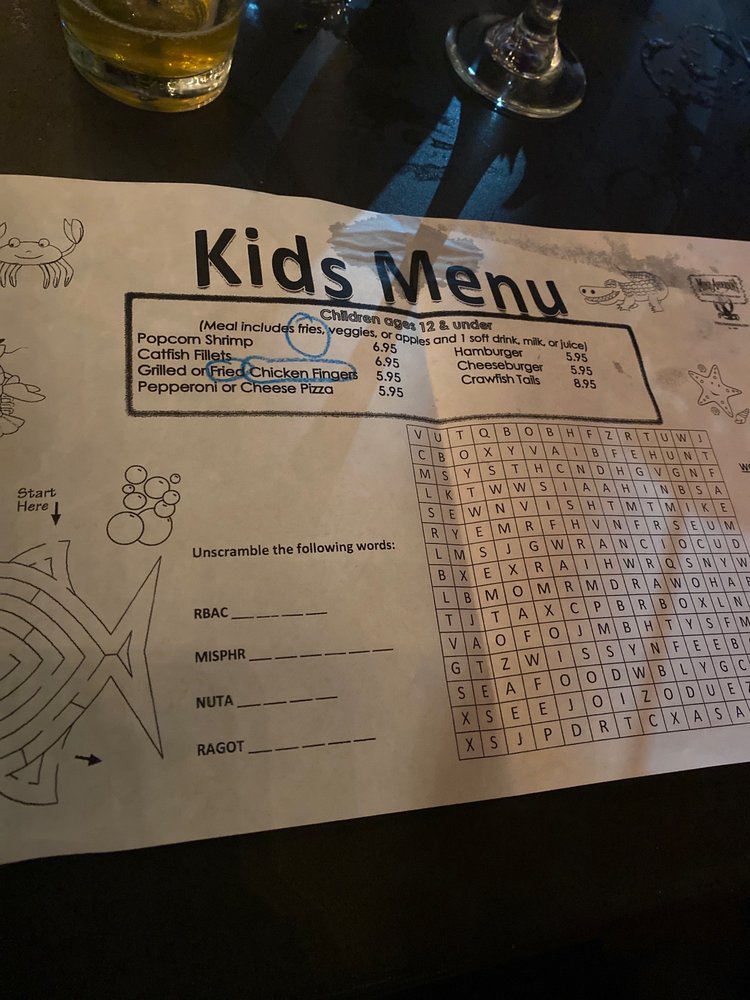 Kids Menu
Children ages 12 & under
(Meal includes fries, veggies, or apples and 1 soft drink, milk, or juice)
Popcorn Shrimp 6.95
Catfish Fillets 6.95
Grilled or Fried Chicken Fingers 5.95
Pepperoni or Cheese Pizza 5.95
Hamburger 5.95
Cheeseburger 5.95
Crawfish Tails 8.95
Start
Here
Unscramble the following words:
RBAC
MISPHR
NUTA
RAGOT
V U T Q B O B H F Z R T U W J
C B O X Y V A I B F E H U N T
M S Y S T H C N D H G V G N F
L K T W W S I A A H T N B S A
S E W N V I S H T M T M I K E
R Y E M R F H V N F R S E U M
L M S J G W R A N C J O C U D
B X E X R A I H W R Q S N Y W
L B M O M R M D R A W O H A
T J T A X C P B R B O X L N
V A O F O J M B H T Y S F M
G T Z W I S S Y N F E E B
S E A F O O D W B L Y G C
X S E E J O I Z O D U E Z
X S J P D R T C X A S A